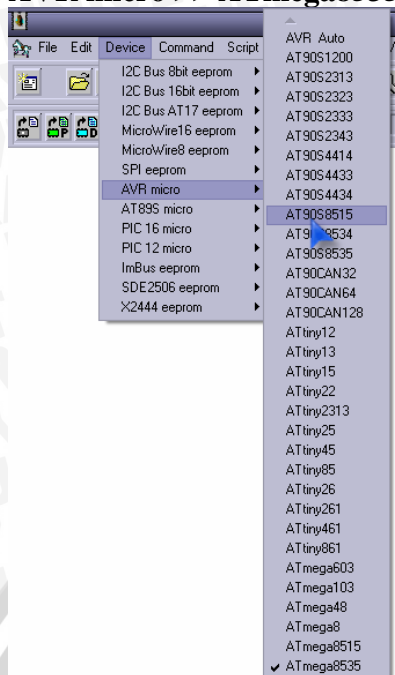 File Edit Device Command Script
I2C Bus 8bit eeprom
I2C Bus 16bit eeprom
I2C Bus AT17 eeprom
MicroWire16 eeprom
MicroWire8 eeprom
SPI eeprom
AVR micro
AT89S micro
PIC 16 micro
PIC 12 micro
ImBus eeprom
SDE2506 eeprom
X2444 eeprom
AVR Auto
AT90S1200
AT90S2313
AT90S2323
AT90S2333
AT90S2343
AT90S4414
AT90S4433
AT90S4434
AT90S8515
AT90S8534
AT90S8535
AT90CAN32
AT90CAN64
AT90CAN128
ATtiny12
ATtiny13
ATtiny15
ATtiny22
ATtiny2313
ATtiny25
ATtiny45
ATtiny85
ATtiny26
ATtiny261
ATtiny461
ATtiny861
ATmega603
ATmega103
ATmega48
ATmega8
ATmega8515
ATmega8535